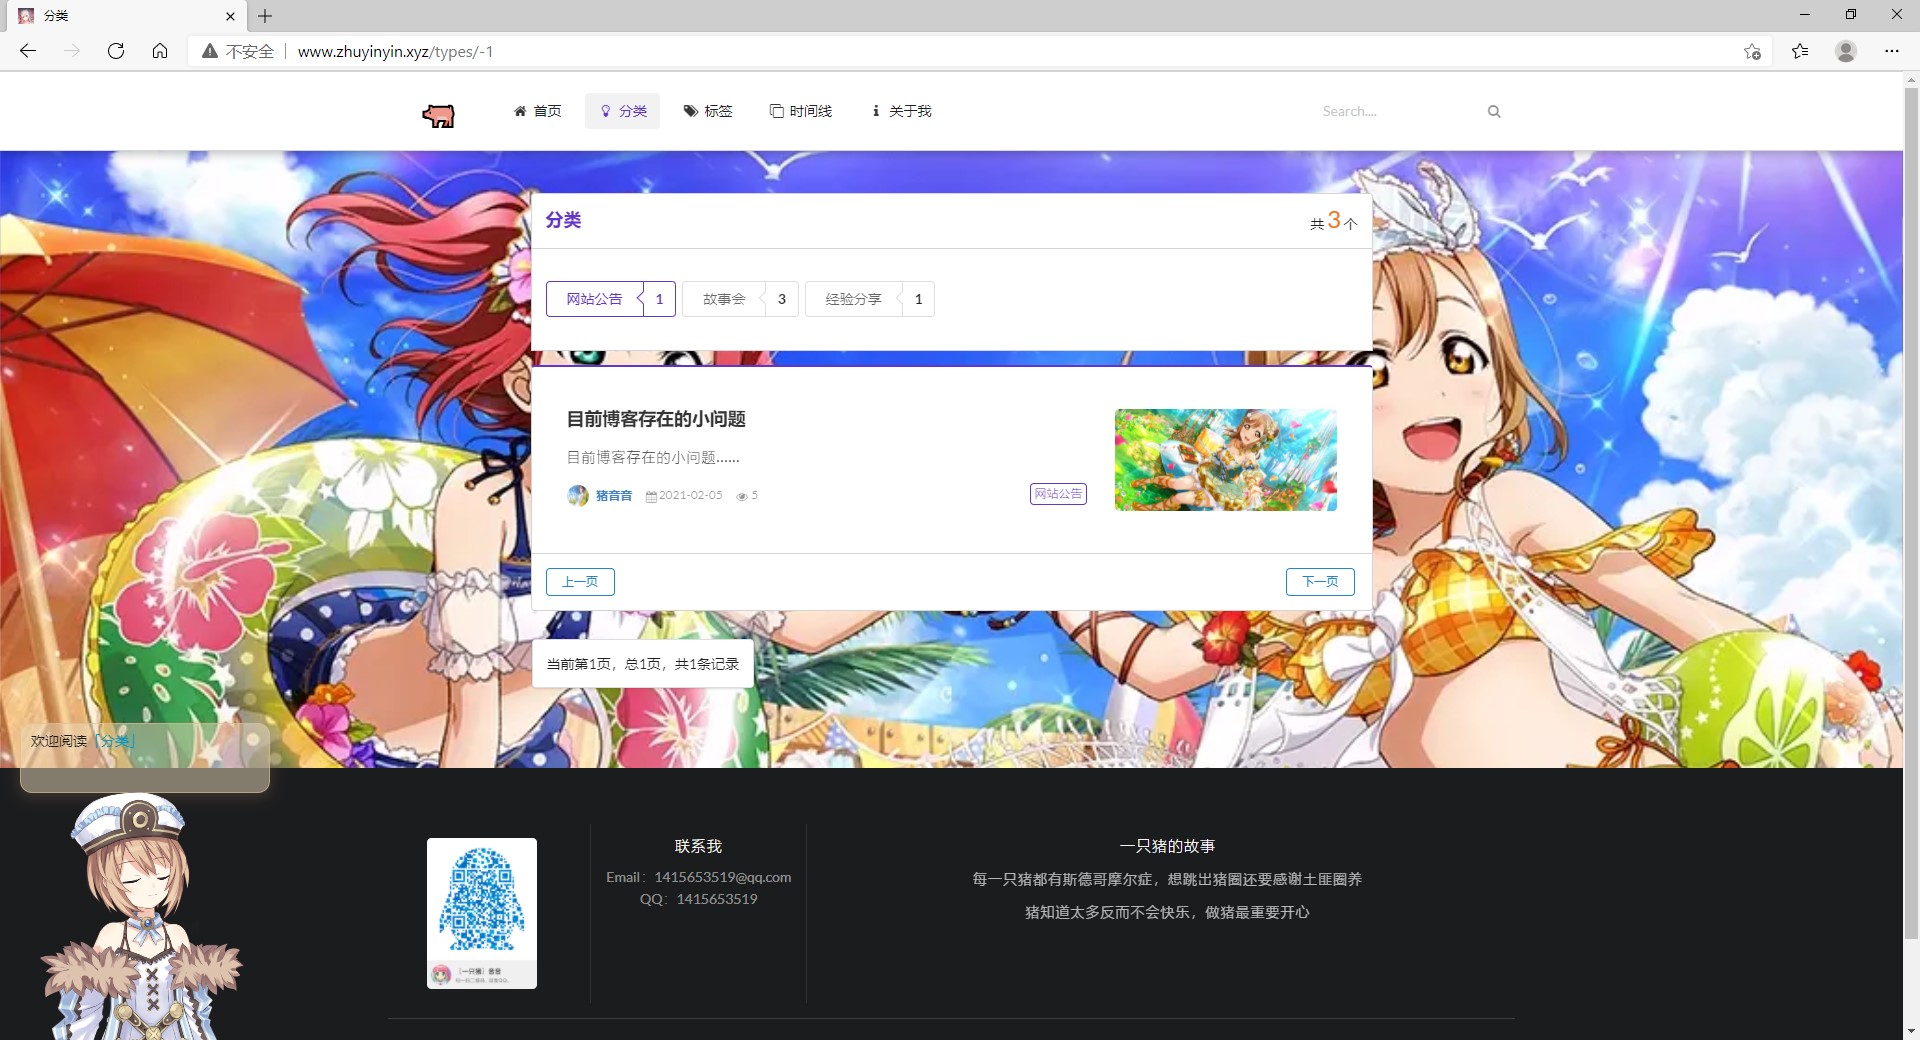 分类
不安全 www.zhuyinyin.xyz/types/-1
首页 分类 标签 时间线 关于我 Search....
分类 共3个
网站公告 1 故事会 3 经验分享 1
目前博客存在的小问题
目前博客存在的小问题......
猪音音 2021-02-05 5 网站公告
上一页 下一页
当前第1页，总1页，共1条记录
欢迎阅读「分类」
联系我
Email：1415653519@qq.com
QQ：1415653519
一只猪的故事
每一只猪都有斯德哥摩尔症，想跳出猪圈还要感谢土匪圈养
猪知道太多反而不会快乐，做猪最重要开心